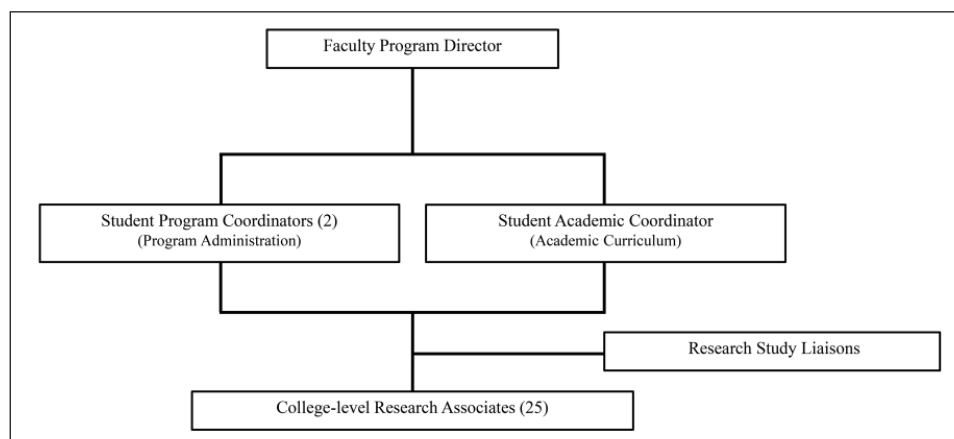 Faculty Program Director
Student Program Coordinators (2)
(Program Administration)
Student Academic Coordinator
(Academic Curriculum)
Research Study Liaisons
College-level Research Associates (25)